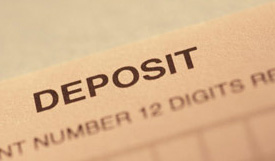 DEPOSIT
NT NUMBER 12 DIGITS RE